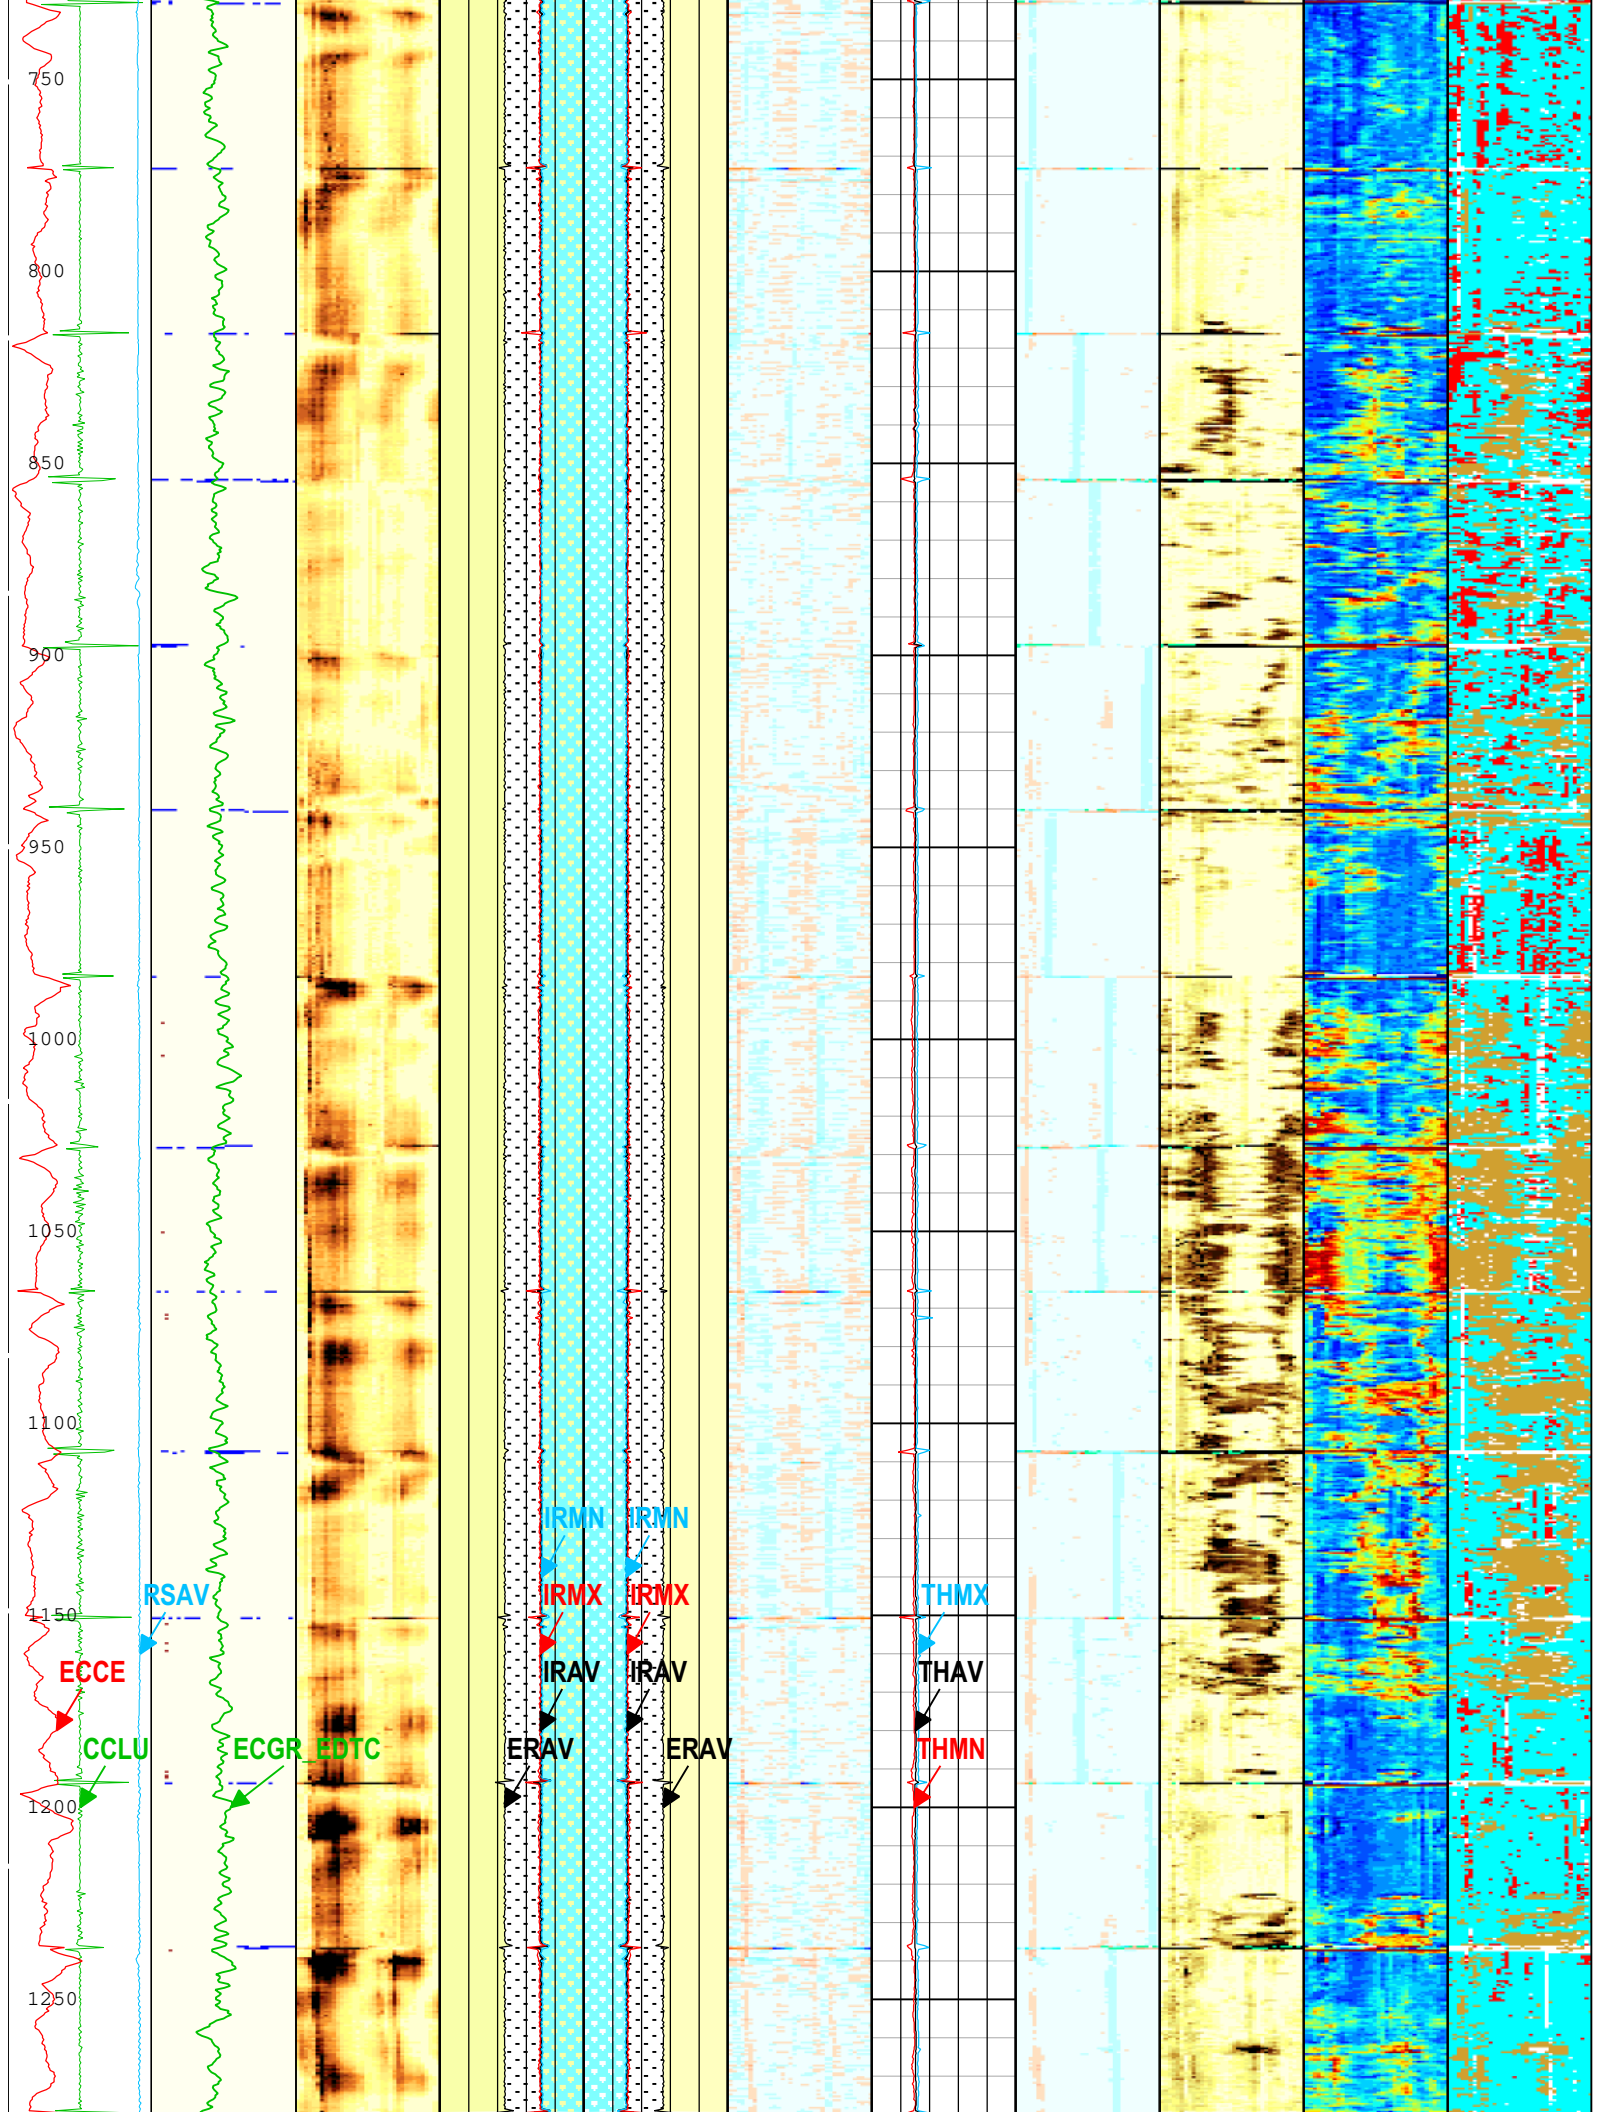 750
800
850
900
950
1000
1050
1100
IRMN IRMN
RSAV IRMX IRMX THMX
1150
ECCE IRAV IRAV THAV
CCLU ECGR_EDTC ERAV ERAV THMN
1200
1250